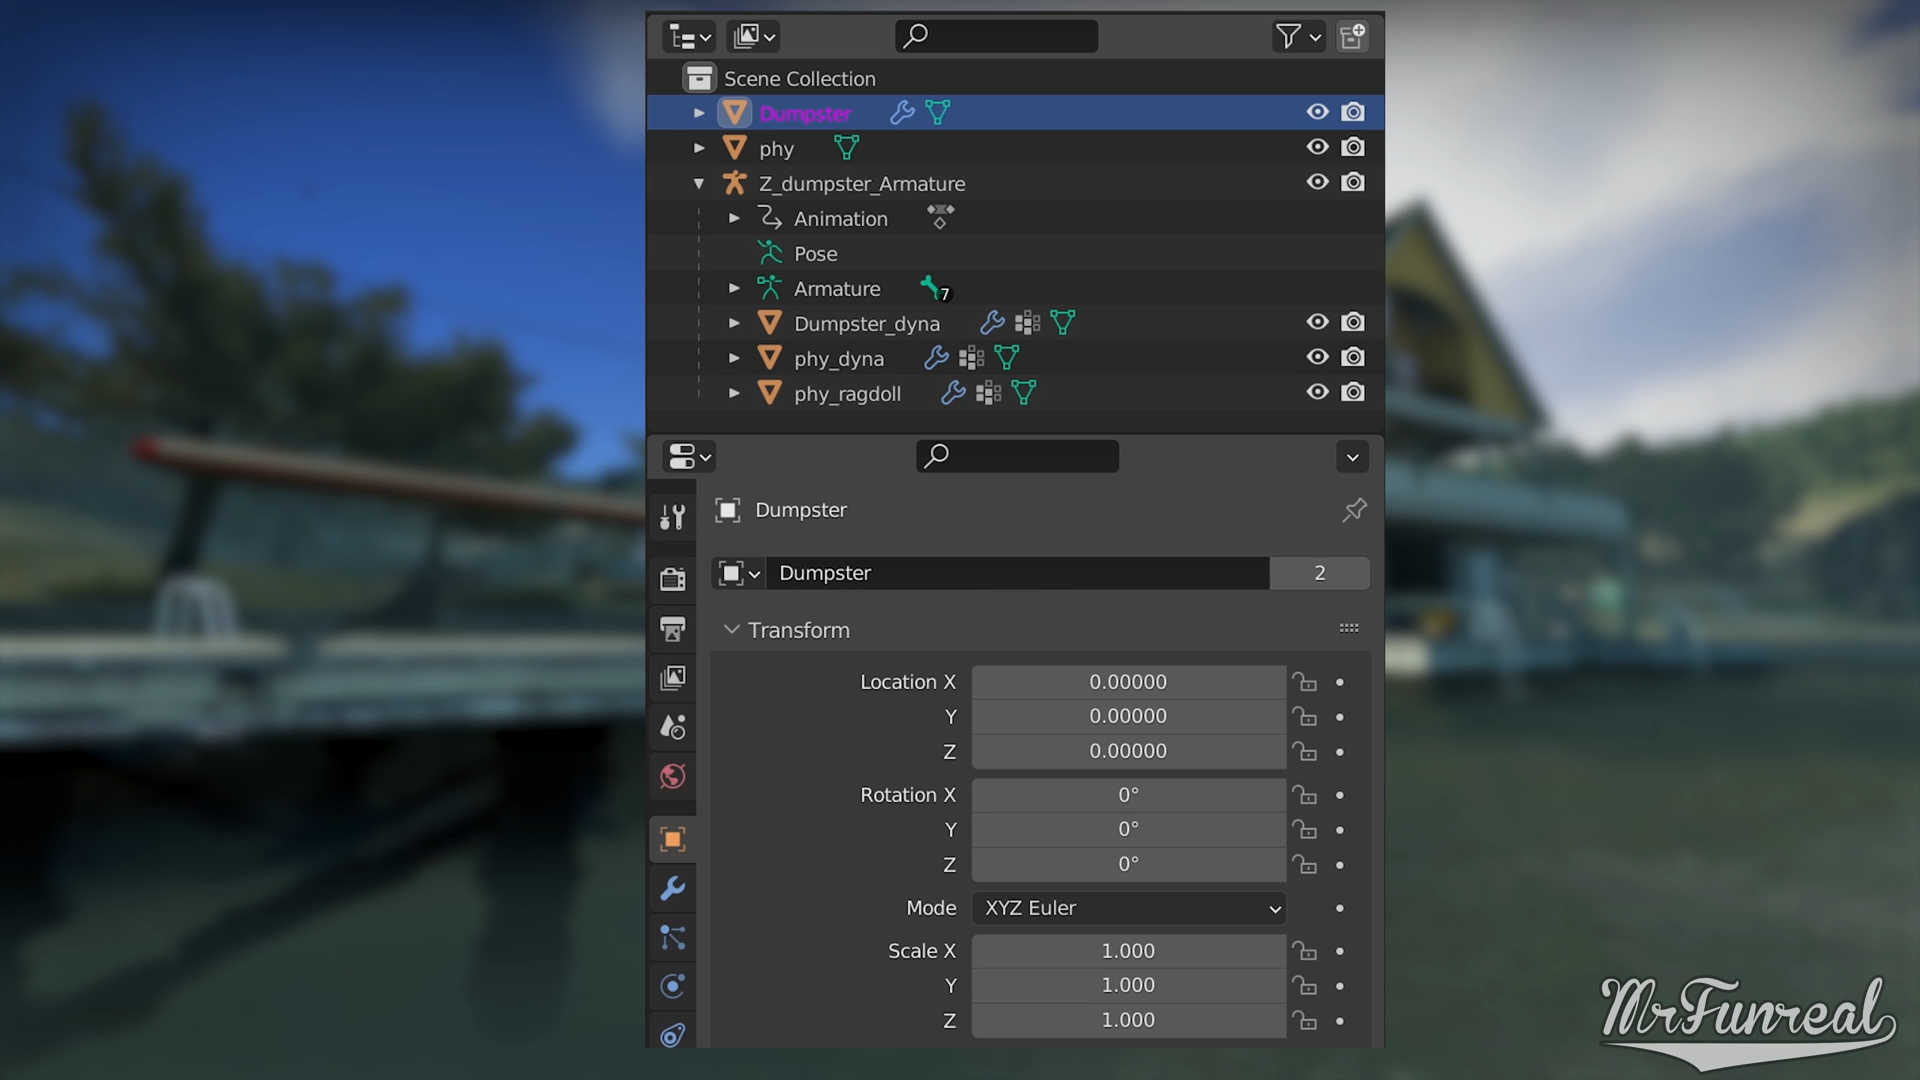 Scene Collection
Dumpster
phy
Z_dumpster_Armature
Animation
Pose
Armature 7
Dumpster_dyna
phy_dyna
phy_ragdoll
Dumpster
Dumpster 2
Transform
Location X 0.00000
Y 0.00000
Z 0.00000
Rotation X 0°
Y 0°
Z 0°
Mode XYZ Euler
Scale X 1.000
Y 1.000
Z 1.000
MrFunreal